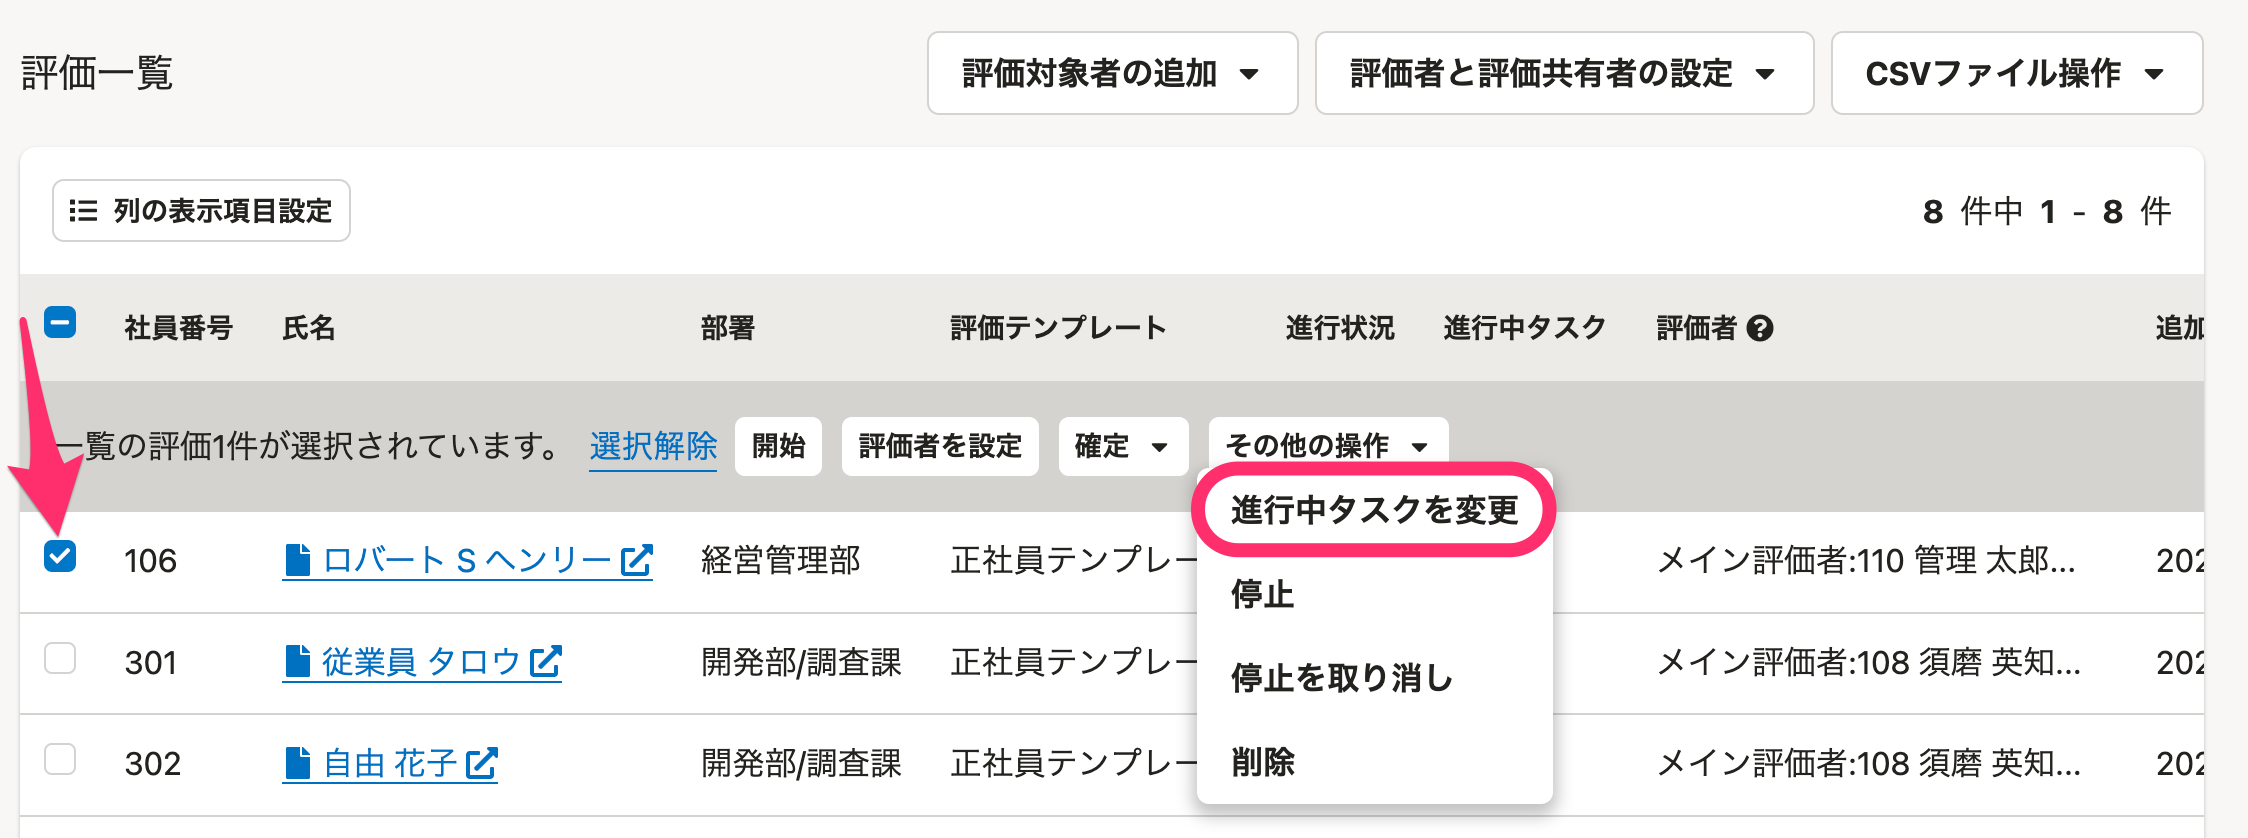 評価一覧
評価対象者の追加
評価者と評価共有者の設定
CSVファイル操作
列の表示項目設定
8 件中 1 - 8 件
社員番号 氏名 部署 評価テンプレート 進行状況 進行中タスク 評価者 追加
一覧の評価1件が選択されています。 選択解除 開始 評価者を設定 確定 その他の操作
進行中タスクを変更
停止
停止を取り消し
削除
106 ロバート S ヘンリー 経営管理部 正社員テンプレー メイン評価者:110 管理 太郎... 202
301 従業員 タロウ 開発部/調査課 正社員テンプレー メイン評価者:108 須磨 英知... 202
302 自由 花子 開発部/調査課 正社員テンプレー メイン評価者:108 須磨 英知... 202